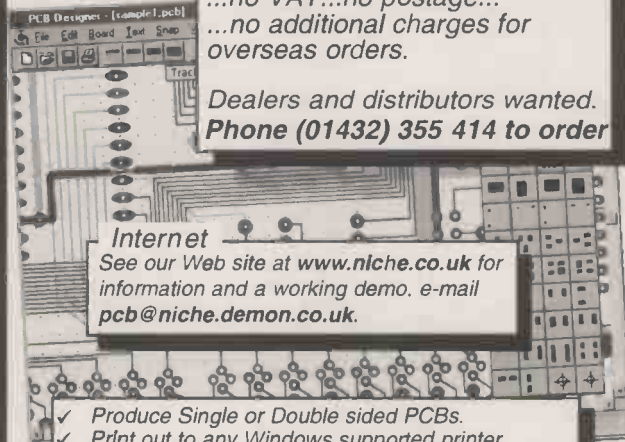 PCB Designer - [sample1.pcb]
File Edit Board Text Snap
Trac
...no VAT...no postage...
...no additional charges for
overseas orders.
Dealers and distributors wanted.
Phone (01432) 355 414 to order
Internet
See our Web site at www.niche.co.uk for
information and a working demo. e-mail
pcb@niche.demon.co.uk.
✓ Produce Single or Double sided PCBs.
✓ Print out to any Windows supported printer